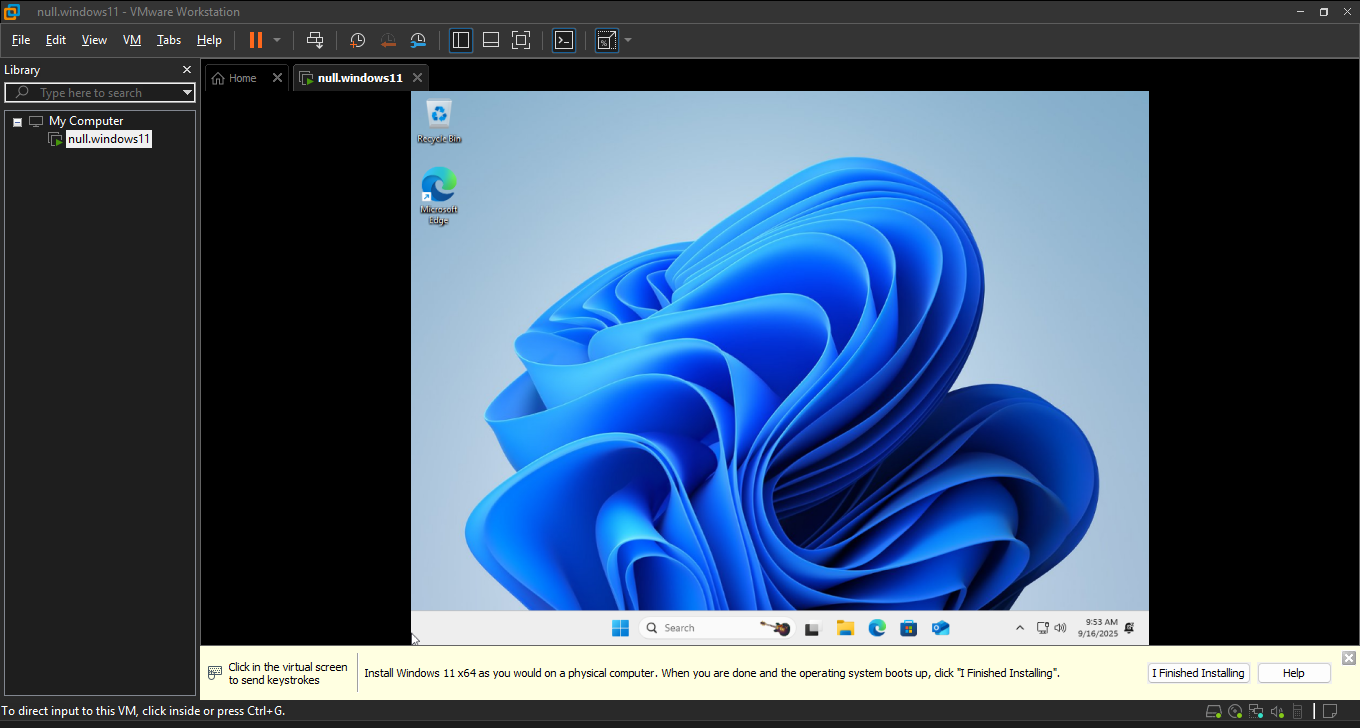 null.windows11 - VMware Workstation
File Edit View VM Tabs Help
Library
Type here to search
My Computer
null.windows11
Home
null.windows11
Recycle Bin
Microsoft
Edge
Search
9:53 AM
9/16/2025
Click in the virtual screen
to send keystrokes
Install Windows 11 x64 as you would on a physical computer. When you are done and the operating system boots up, click "I Finished Installing".
I Finished Installing
Help
To direct input to this VM, click inside or press Ctrl+G.